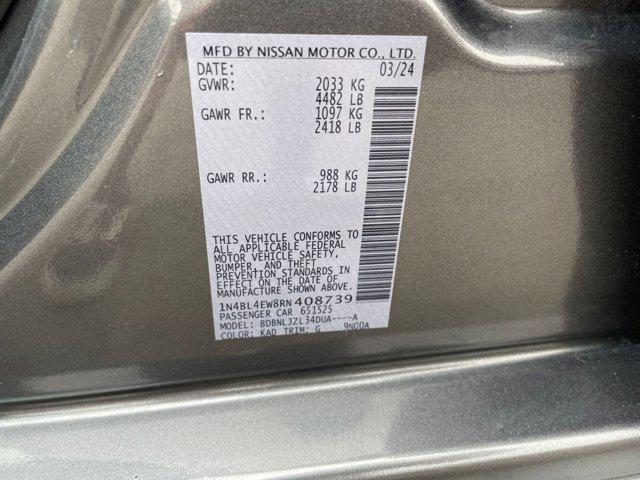 MFD BY NISSAN MOTOR CO., LTD.
DATE: 03/24
GVWR: 2033 KG
4482 LB
GAWR FR.: 1097 KG
2418 LB
GAWR RR.: 988 KG
2178 LB
THIS VEHICLE CONFORMS TO
ALL APPLICABLE FEDERAL
MOTOR VEHICLE SAFETY,
BUMPER, AND THEFT
PREVENTION STANDARDS IN
EFFECT ON THE DATE OF
MANUFACTURE SHOWN ABOVE.
1N4BL4EW8RN408739
PASSENGER CAR 651525
MODEL: BDBNLJZL34DUA----A
COLOR: KAD TRIM: G 9N00A